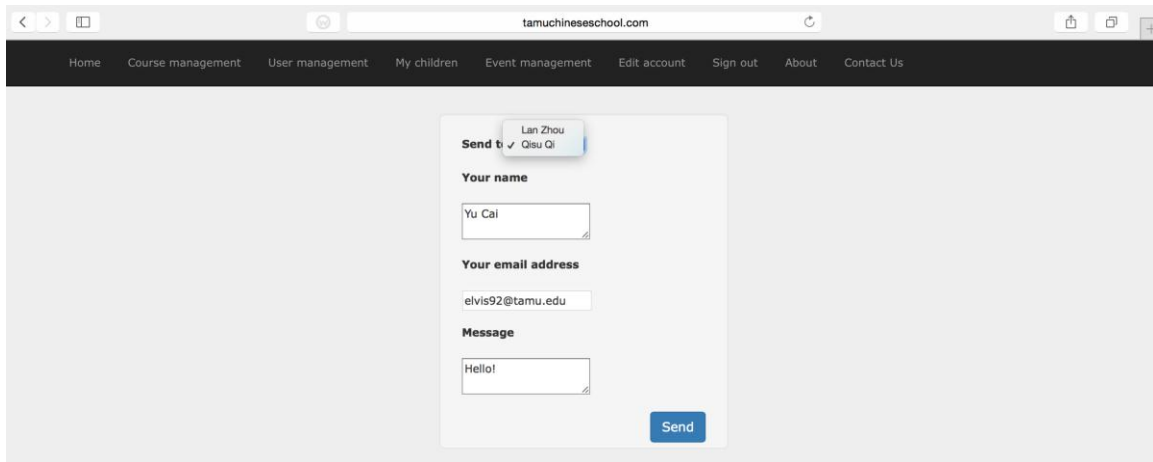 tamuchineseschool.com
Home Course management User management My children Event management Edit account Sign out About Contact Us
Lan Zhou
Send t ✓ Qisu Qi
Your name
Yu Cai
Your email address
elvis92@tamu.edu
Message
Hello!
Send